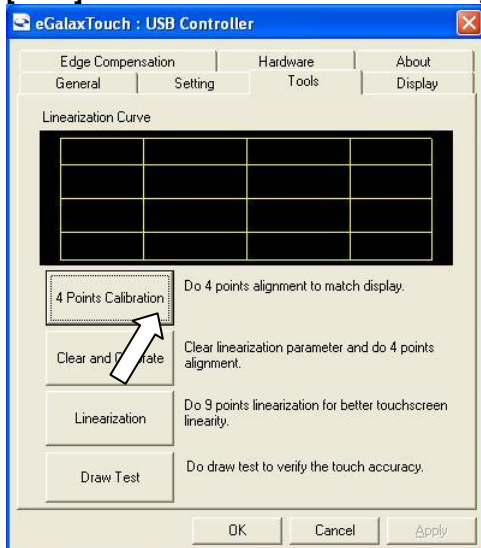 eGalaxTouch : USB Controller
Edge Compensation Hardware About
General Setting Tools Display
Linearization Curve
4 Points Calibration
Do 4 points alignment to match display.
Clear and
Clear linearization parameter and do 4 points
alignment.
Linearization
Do 9 points linearization for better touchscreen
linearity.
Draw Test
Do draw test to verify the touch accuracy.
OK Cancel Apply